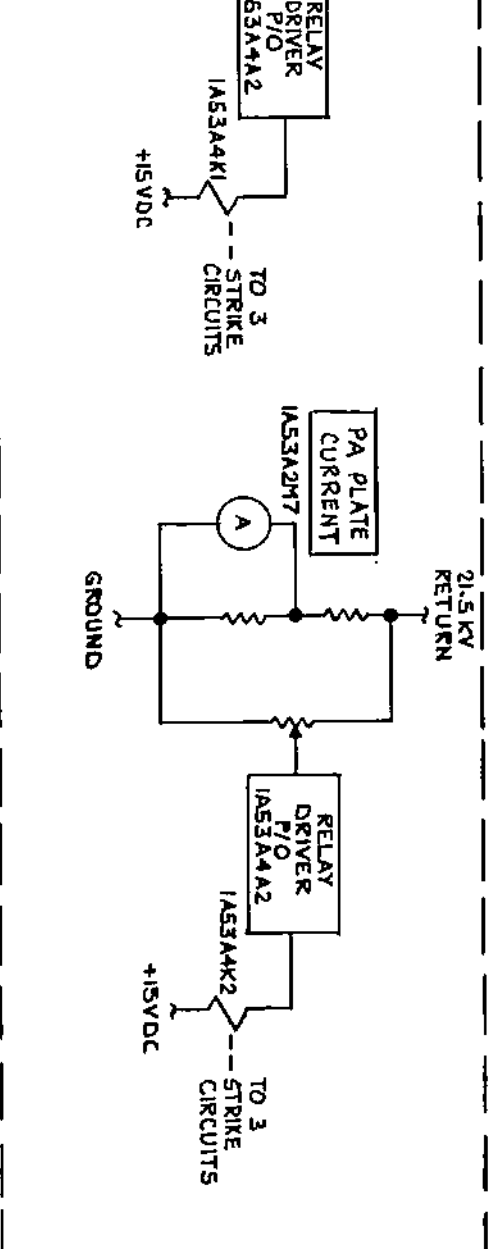 RELAY
DRIVER
P/O
53A4A2
1A53A4K1
+15VDC
TO 3
STRIKE
CIRCUITS
PA PLATE
CURRENT
1A53A2M7
A
21.5 KV
RETURN
GROUND
RELAY
DRIVER
P/O
1A53A4A2
1A53A4K2
+15VDC
TO 3
STRIKE
CIRCUITS